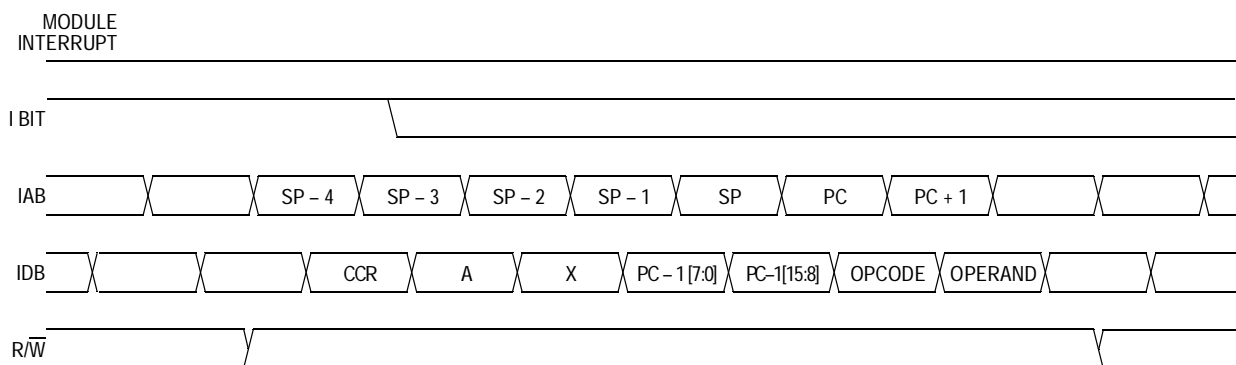 MODULE
INTERRUPT
I BIT
IAB SP – 4 SP – 3 SP – 2 SP – 1 SP PC PC + 1
IDB CCR A X PC – 1 [7:0] PC–1[15:8] OPCODE OPERAND
R/W̅